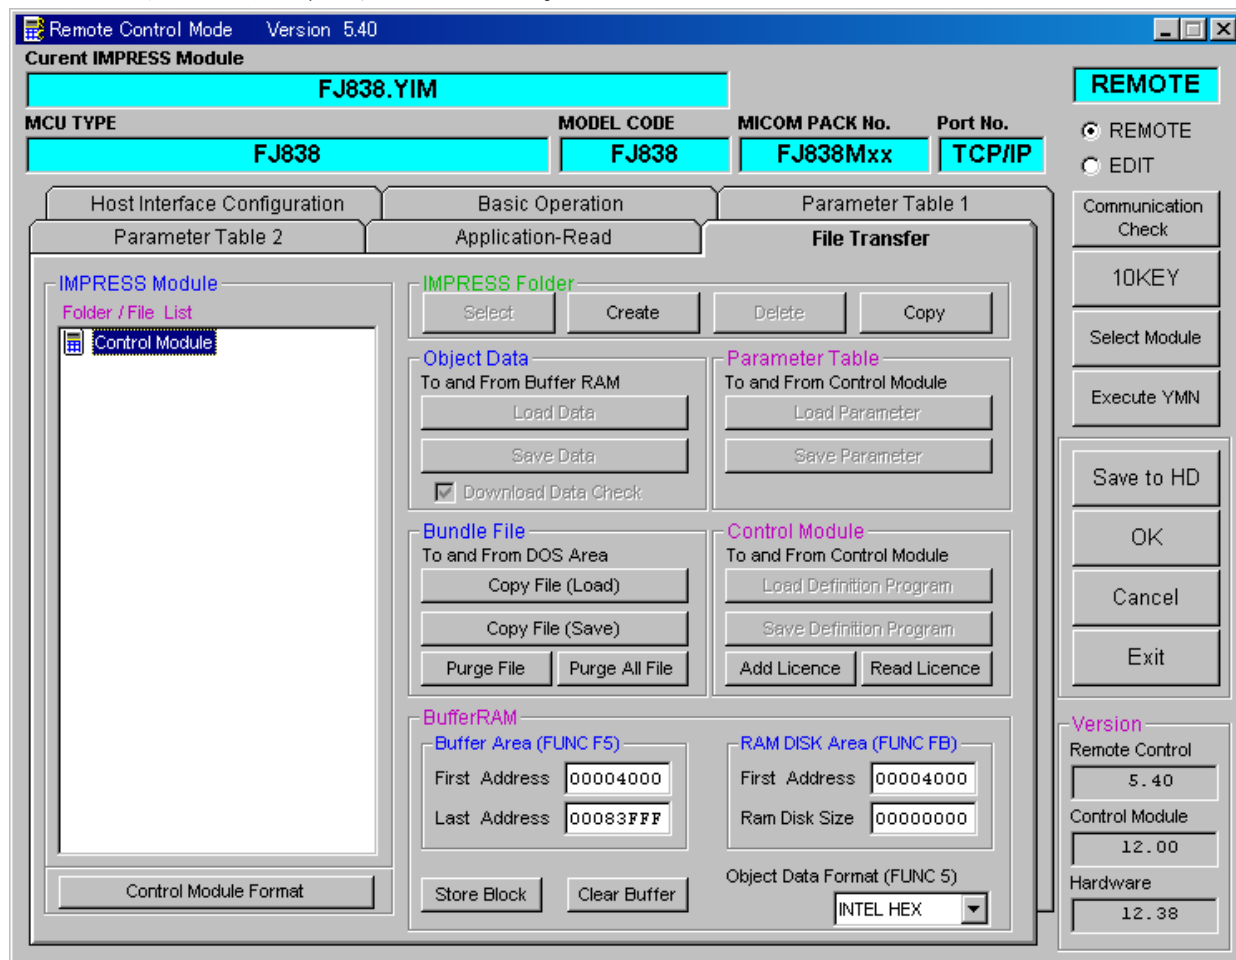 Remote Control Mode Version 5.40
Curent IMPRESS Module
FJ838.YIM
REMOTE
MCU TYPE MODEL CODE MICOM PACK No. Port No.
FJ838 FJ838 FJ838Mxx TCP/IP
REMOTE
EDIT
Host Interface Configuration Basic Operation Parameter Table 1
Parameter Table 2 Application-Read File Transfer
IMPRESS Module
Folder / File List
Control Module
Control Module Format
IMPRESS Folder
Select Create Delete Copy
Object Data
To and From Buffer RAM
Load Data
Save Data
Download Data Check
Parameter Table
To and From Control Module
Load Parameter
Save Parameter
Bundle File
To and From DOS Area
Copy File (Load)
Copy File (Save)
Purge File Purge All File
Control Module
To and From Control Module
Load Definition Program
Save Definition Program
Add Licence Read Licence
BufferRAM
Buffer Area (FUNC F5)
First Address 00004000
Last Address 00083FFF
RAM DISK Area (FUNC FB)
First Address 00004000
Ram Disk Size 00000000
Store Block Clear Buffer
Object Data Format (FUNC 5)
INTEL HEX
Communication
Check
10KEY
Select Module
Execute YMN
Save to HD
OK
Cancel
Exit
Version
Remote Control
5.40
Control Module
12.00
Hardware
12.38